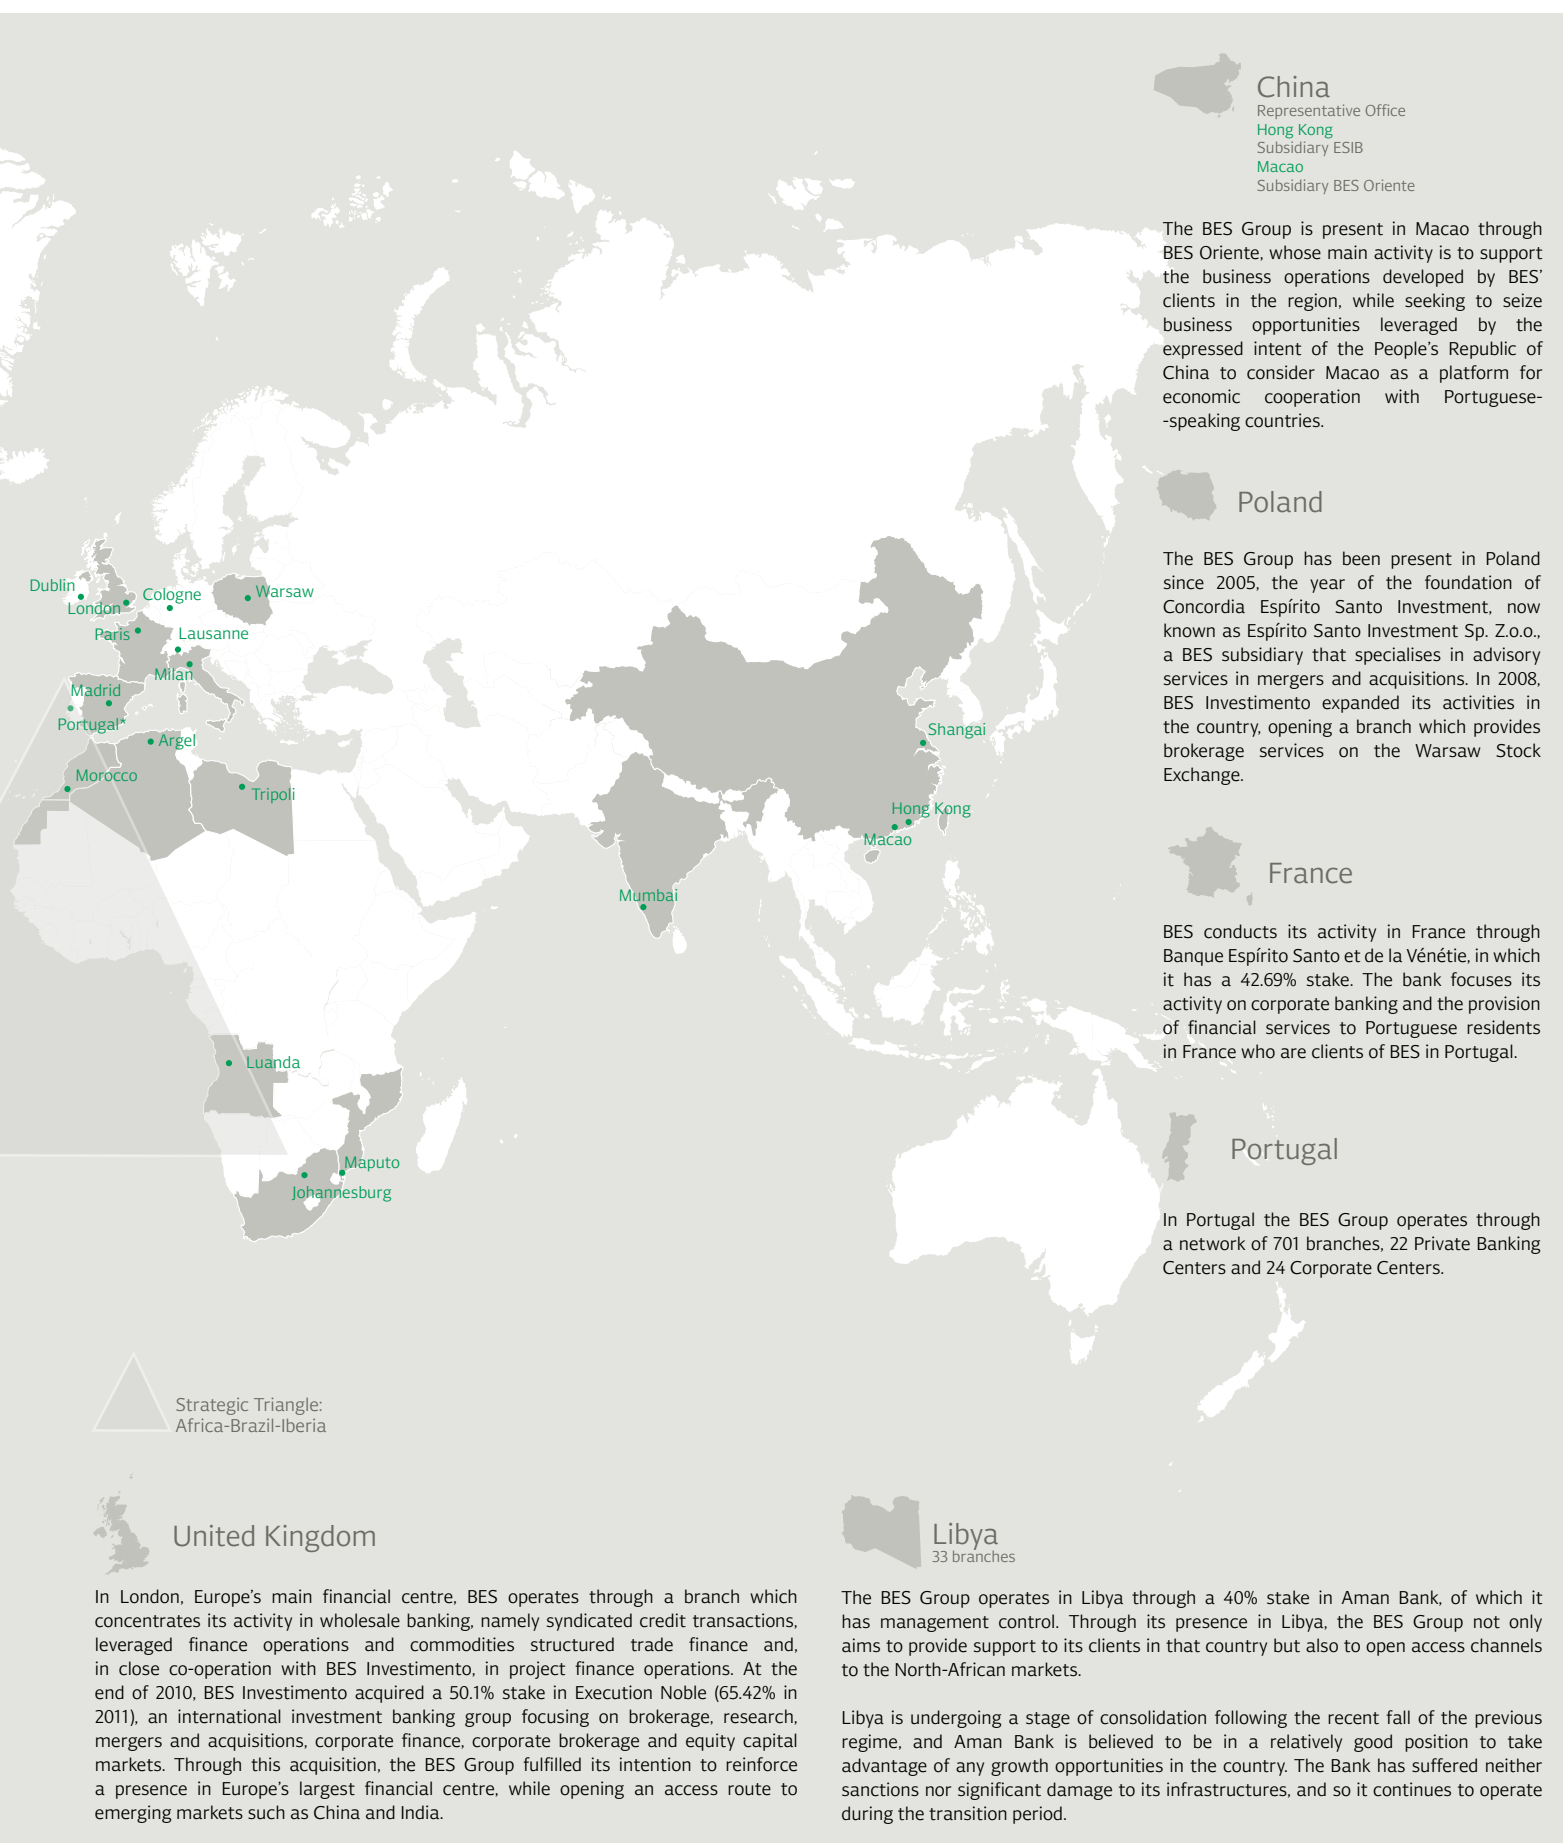 China
Representative Office
Hong Kong
Subsidiary ESIB
Macao
Subsidiary BES Oriente
The BES Group is present in Macao through
BES Oriente, whose main activity is to support
the business operations developed by BES'
clients in the region, while seeking to seize
business opportunities leveraged by the
expressed intent of the People's Republic of
China to consider Macao as a platform for
economic cooperation with Portuguese-
-speaking countries.
Poland
The BES Group has been present in Poland
since 2005, the year of the foundation of
Concordia Espírito Santo Investment, now
known as Espírito Santo Investment Sp. Z.o.o.,
a BES subsidiary that specialises in advisory
services in mergers and acquisitions. In 2008,
BES Investimento expanded its activities in
the country, opening a branch which provides
brokerage services on the Warsaw Stock
Exchange.
France
BES conducts its activity in France through
Banque Espírito Santo et de la Vénétie, in which
it has a 42.69% stake. The bank focuses its
activity on corporate banking and the provision
of financial services to Portuguese residents
in France who are clients of BES in Portugal.
Portugal
In Portugal the BES Group operates through
a network of 701 branches, 22 Private Banking
Centers and 24 Corporate Centers.
Dublin
London
Cologne
Warsaw
Paris
Lausanne
Milan
Madrid
Portugal*
Argel
Morocco
Tripoli
Shangai
Hong Kong
Macao
Mumbai
Luanda
Maputo
Johannesburg
Strategic Triangle:
Africa-Brazil-Iberia
United Kingdom
In London, Europe's main financial centre, BES operates through a branch which
concentrates its activity in wholesale banking, namely syndicated credit transactions,
leveraged finance operations and commodities structured trade finance and,
in close co-operation with BES Investimento, in project finance operations. At the
end of 2010, BES Investimento acquired a 50.1% stake in Execution Noble (65.42% in
2011), an international investment banking group focusing on brokerage, research,
mergers and acquisitions, corporate finance, corporate brokerage and equity capital
markets. Through this acquisition, the BES Group fulfilled its intention to reinforce
a presence in Europe's largest financial centre, while opening an access route to
emerging markets such as China and India.
Libya
33 branches
The BES Group operates in Libya through a 40% stake in Aman Bank, of which it
has management control. Through its presence in Libya, the BES Group not only
aims to provide support to its clients in that country but also to open access channels
to the North-African markets.
Libya is undergoing a stage of consolidation following the recent fall of the previous
regime, and Aman Bank is believed to be in a relatively good position to take
advantage of any growth opportunities in the country. The Bank has suffered neither
sanctions nor significant damage to its infrastructures, and so it continues to operate
during the transition period.